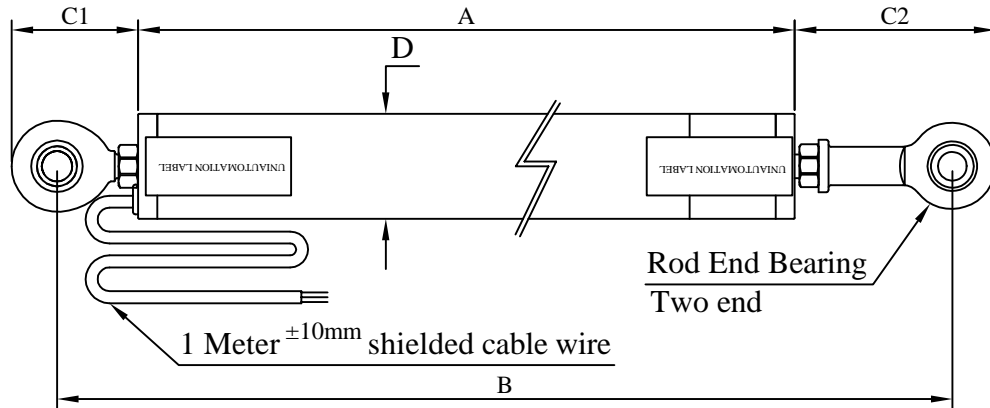 C1
A
C2
D
UNIAUTOMATION LABEL
UNIAUTOMATION LABEL
Rod End Bearing
Two end
1 Meter ±10mm shielded cable wire
B